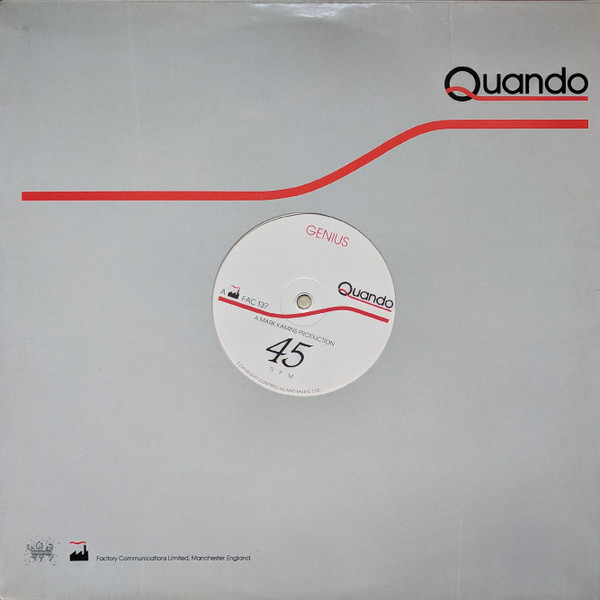 Quando
GENIUS
Quando
A FAC 137
A MARK KAMINS PRODUCTION
45
R P M
Factory Communications Limited. Manchester England